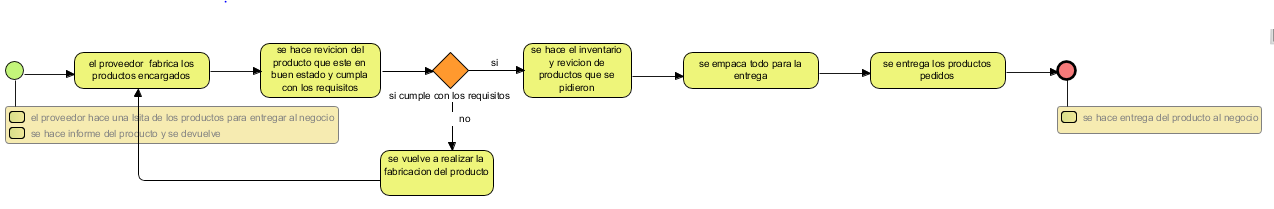 el proveedor  fabrica los
productos encargados
se hace revicion del
producto que este en
buen estado y cumpla
con los requisitos
si cumple con los requisitos
si
no
se hace el inventario
y revicion de
productos que se
pidieron
se empaca todo para la
entrega
se entrega los productos
pedidos
el proveedor hace una lsita de los productos para entregar al negocio
se hace informe del producto y se devuelve
se hace entrega del producto al negocio
se vuelve a realizar la
fabricacion del producto